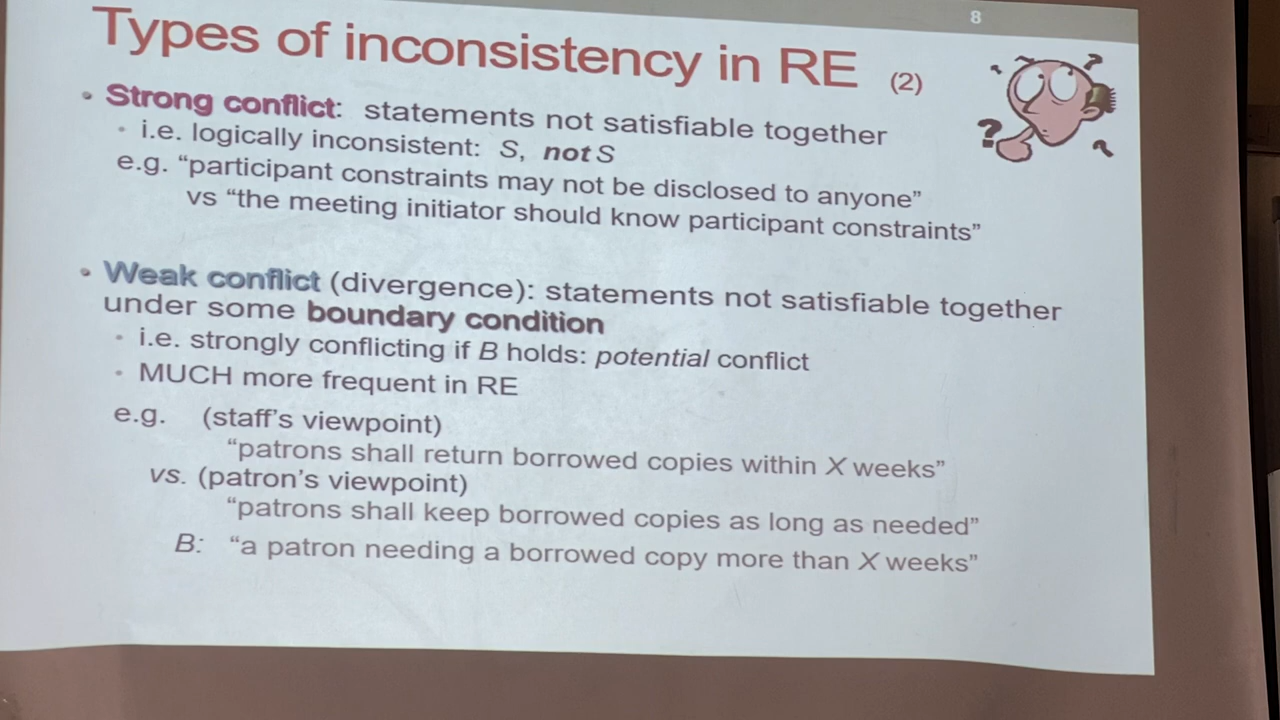 8
Types of inconsistency in RE (2)
• Strong conflict: statements not satisfiable together
• i.e. logically inconsistent: S, not S
e.g. “participant constraints may not be disclosed to anyone”
vs “the meeting initiator should know participant constraints”
• Weak conflict (divergence): statements not satisfiable together
under some boundary condition
• i.e. strongly conflicting if B holds: potential conflict
• MUCH more frequent in RE
e.g. (staff’s viewpoint)
“patrons shall return borrowed copies within X weeks”
vs. (patron’s viewpoint)
“patrons shall keep borrowed copies as long as needed”
B: “a patron needing a borrowed copy more than X weeks”